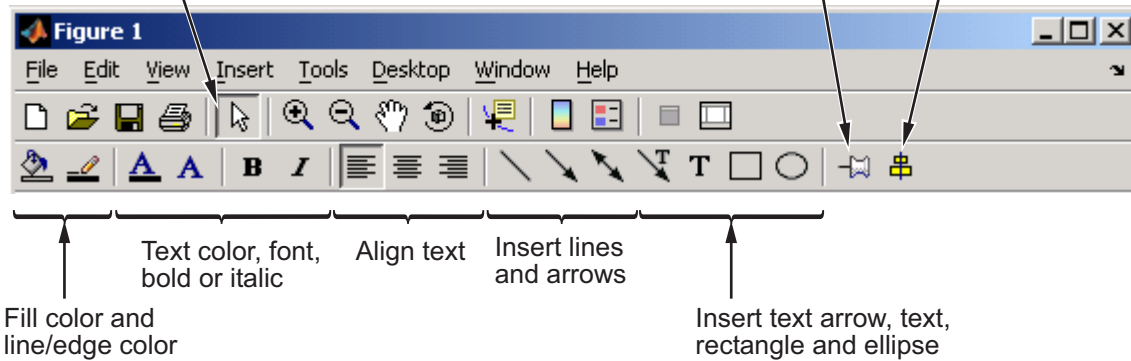 Figure 1
File Edit View Insert Tools Desktop Window Help
A A B I T T
Text color, font,
bold or italic
Align text
Insert lines
and arrows
Fill color and
line/edge color
Insert text arrow, text,
rectangle and ellipse